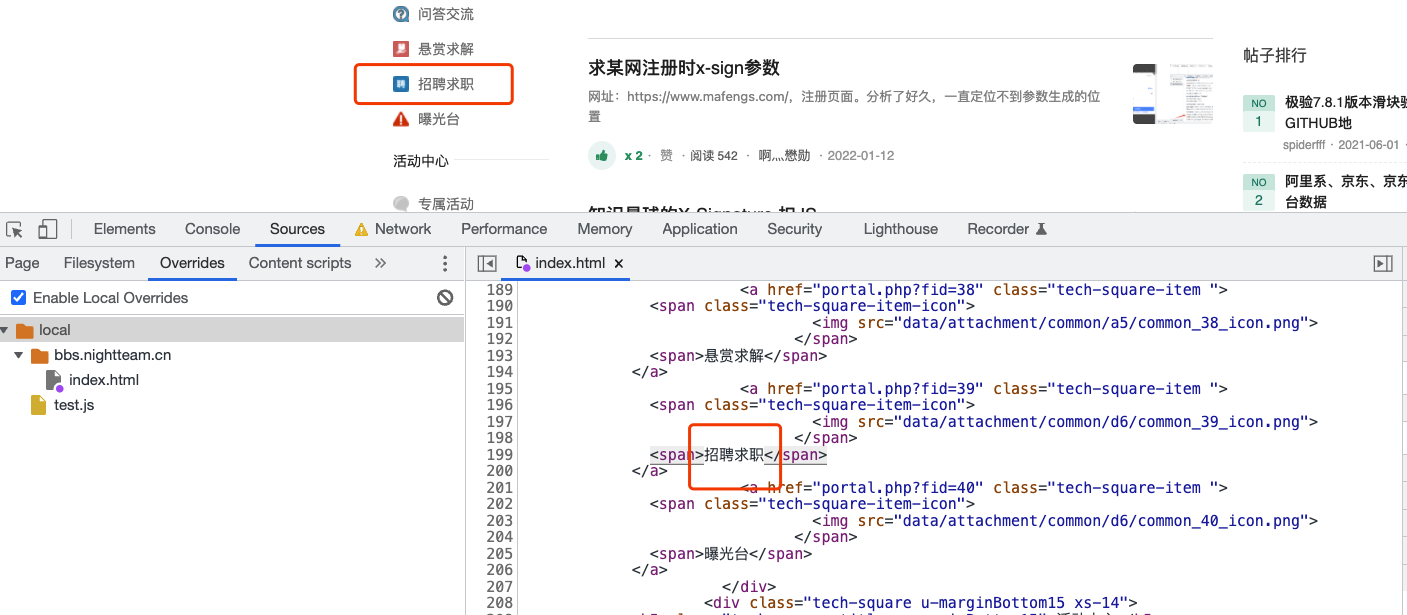 问答交流
悬赏求解
招聘求职
曝光台
活动中心
专属活动
求某网注册时x-sign参数
网址：https://www.mafengs.com/，注册页面。分析了好久，一直定位不到参数生成的位
置
x 2 · 赞 · 阅读 542 · 啊灬懋勋 · 2022-01-12
帖子排行
NO
1
极验7.8.1版本滑块验
GITHUB地
spiderfff · 2021-06-01
NO
2
阿里系、京东、京东
台数据
Elements Console Sources Network Performance Memory Application Security Lighthouse Recorder
Page Filesystem Overrides Content scripts »
Enable Local Overrides
local
bbs.nightteam.cn
index.html
test.js
index.html ×
189 <a href="portal.php?fid=38" class="tech-square-item ">
190 <span class="tech-square-item-icon">
191 <img src="data/attachment/common/a5/common_38_icon.png">
192 </span>
193 <span>悬赏求解</span>
194 </a>
195 <a href="portal.php?fid=39" class="tech-square-item ">
196 <span class="tech-square-item-icon">
197 <img src="data/attachment/common/d6/common_39_icon.png">
198 </span>
199 <span>招聘求职</span>
200 </a>
201 <a href="portal.php?fid=40" class="tech-square-item ">
202 <span class="tech-square-item-icon">
203 <img src="data/attachment/common/d6/common_40_icon.png">
204 </span>
205 <span>曝光台</span>
206 </a>
207 </div>
208 <div class="tech-square u-marginBottom15 xs-14">